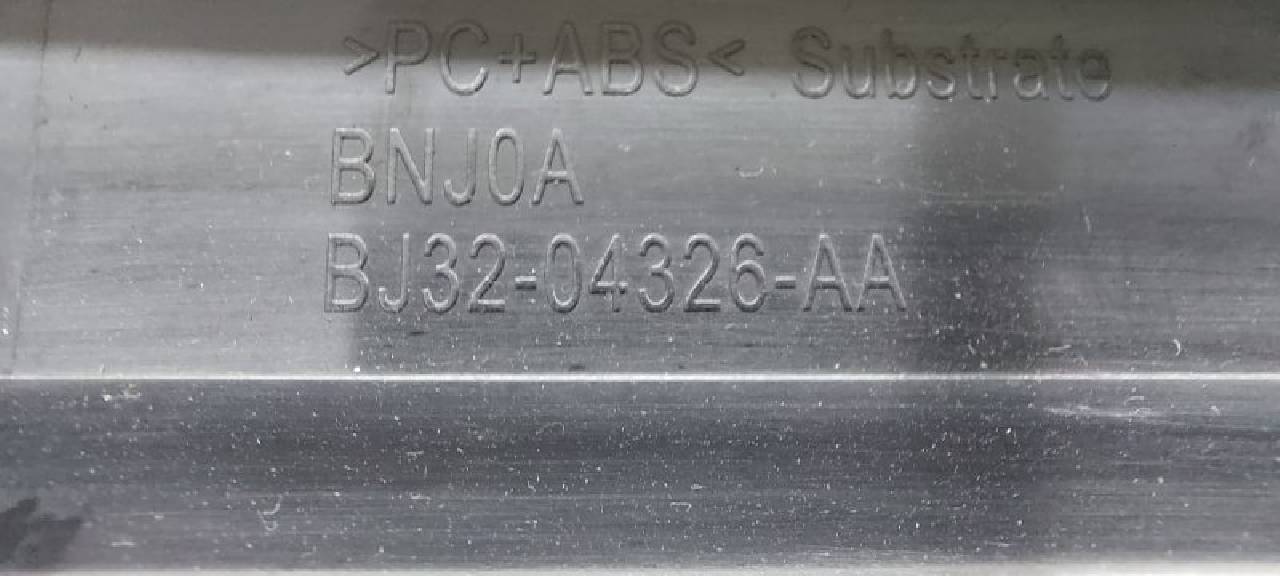 >PC+ABS< Substrate
BNJ0A
BJ32-04326-AA